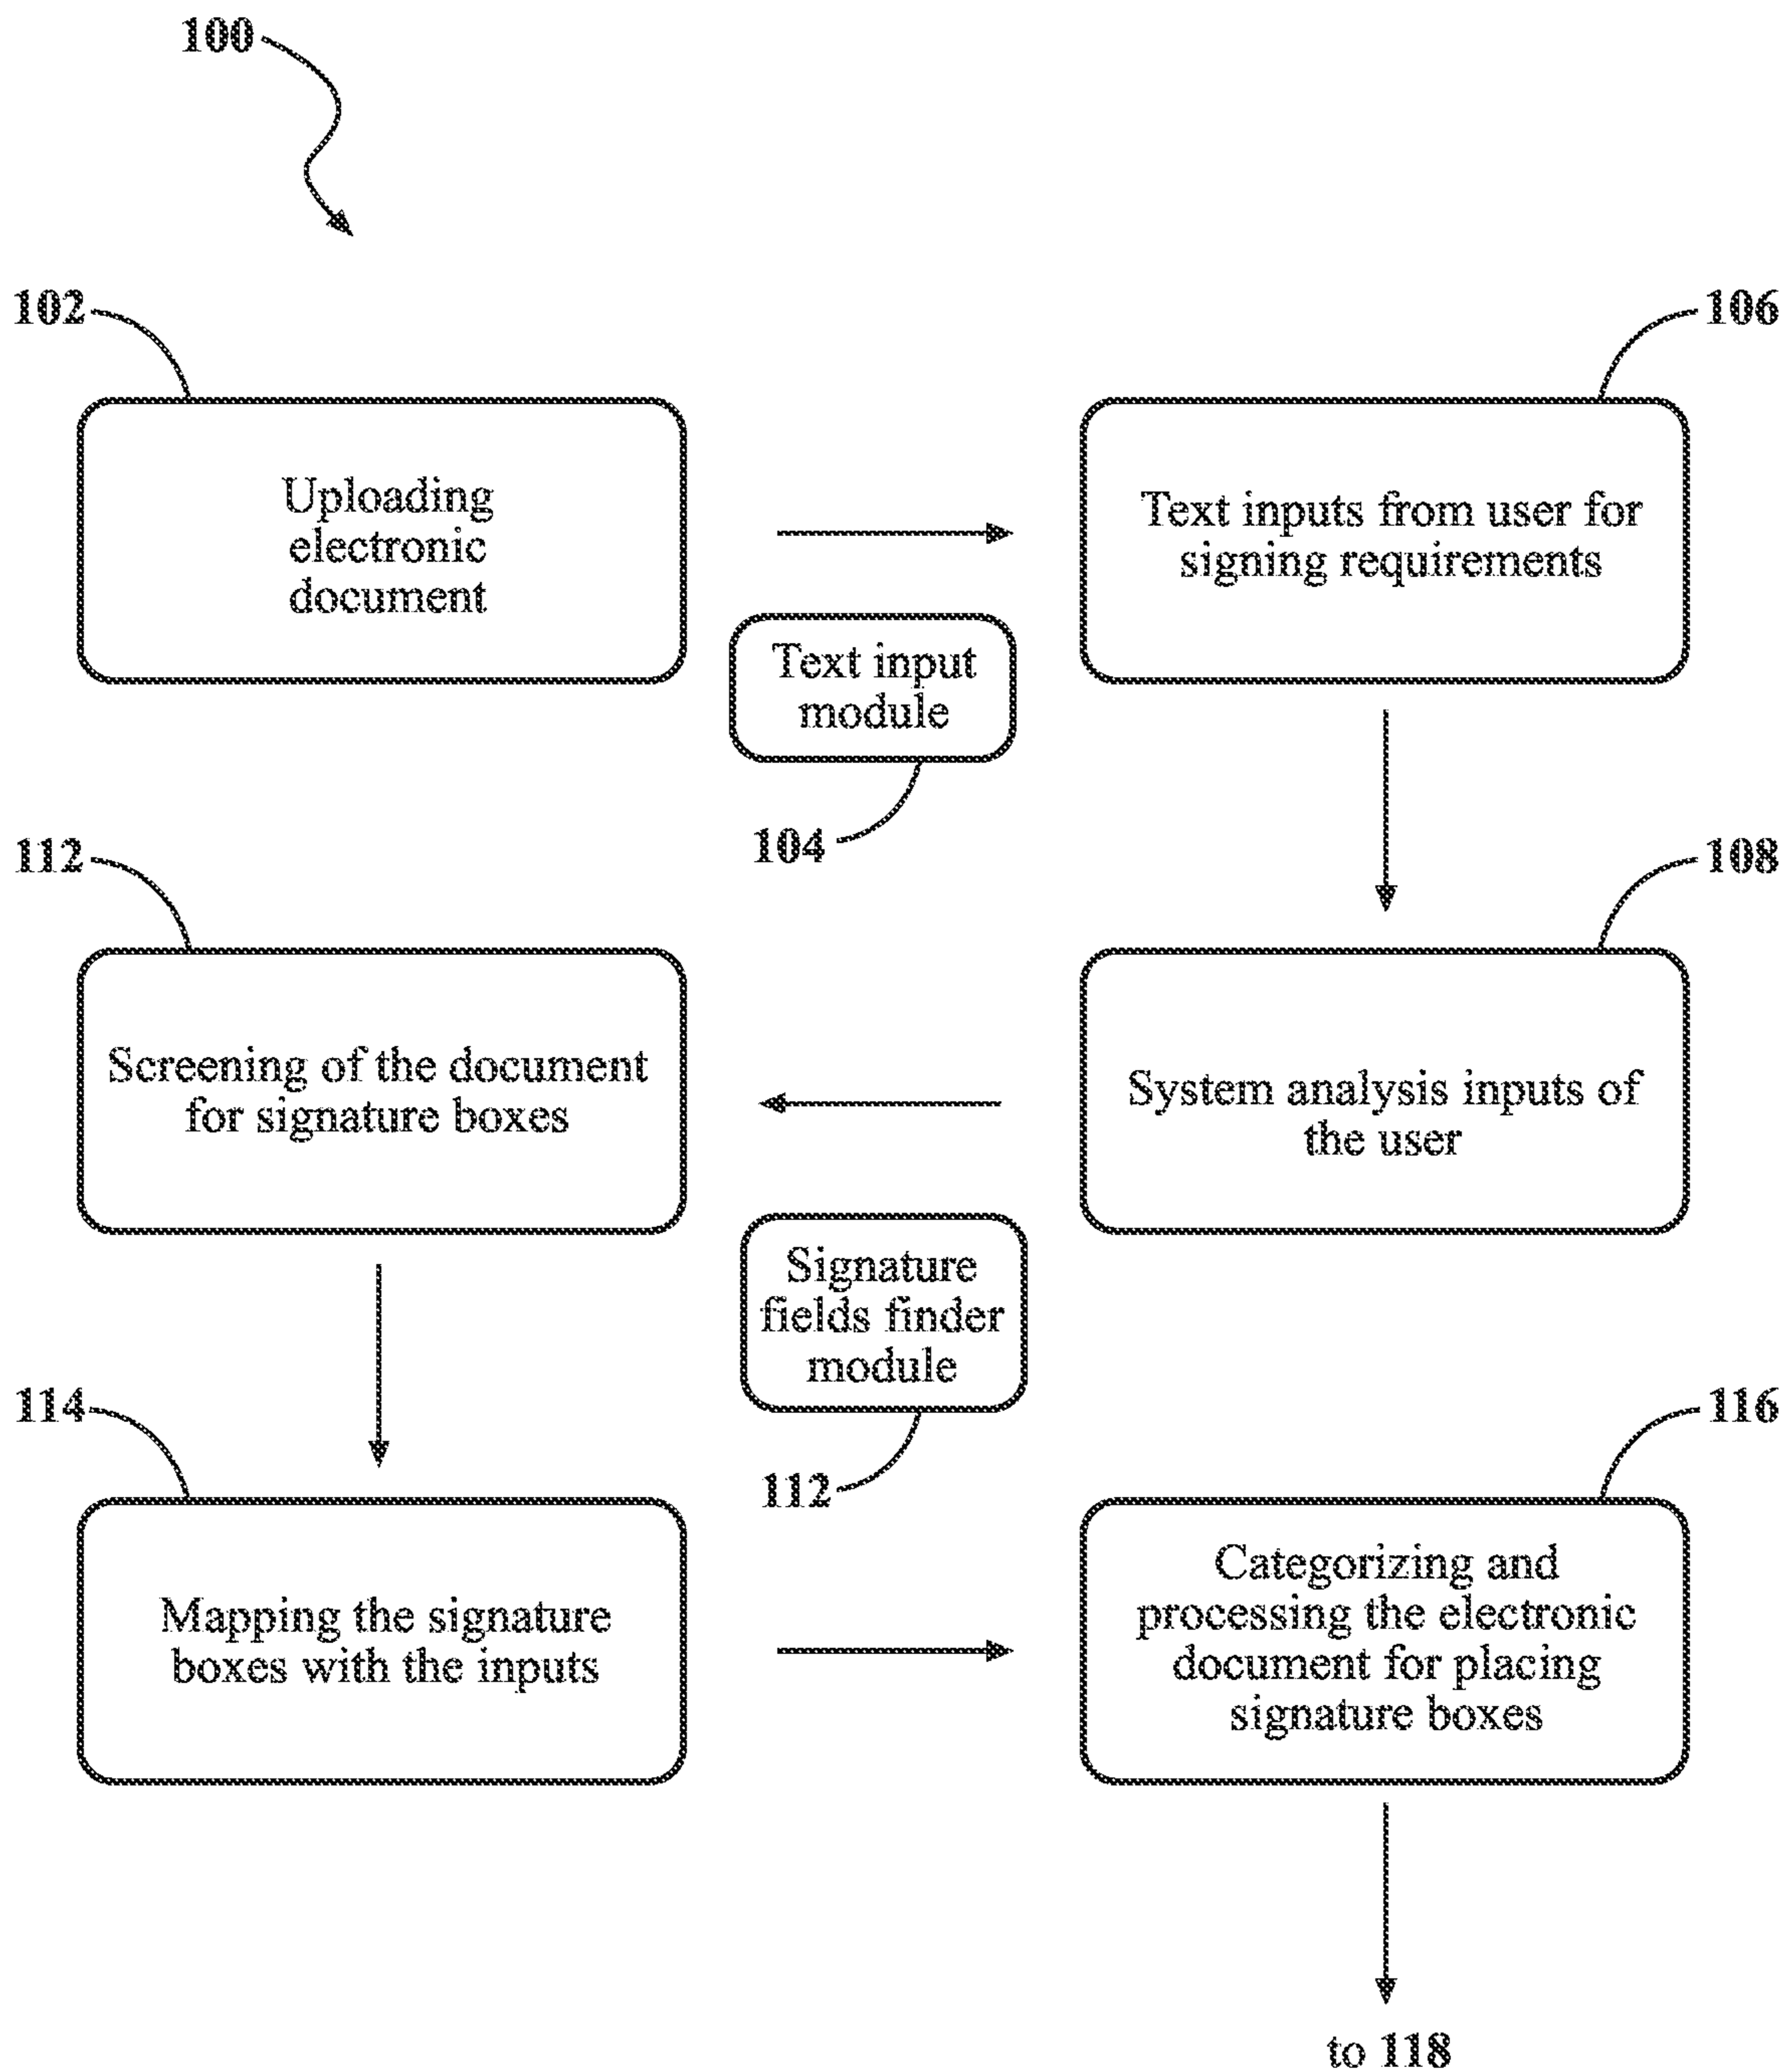 100
102
106
Uploading
electronic
document
Text inputs from user for
signing requirements
Text input
module
104
112
108
Screening of the document
for signature boxes
System analysis inputs of
the user
Signature
fields finder
module
112
114
116
Mapping the signature
boxes with the inputs
Categorizing and
processing the electronic
document for placing
signature boxes
to 118